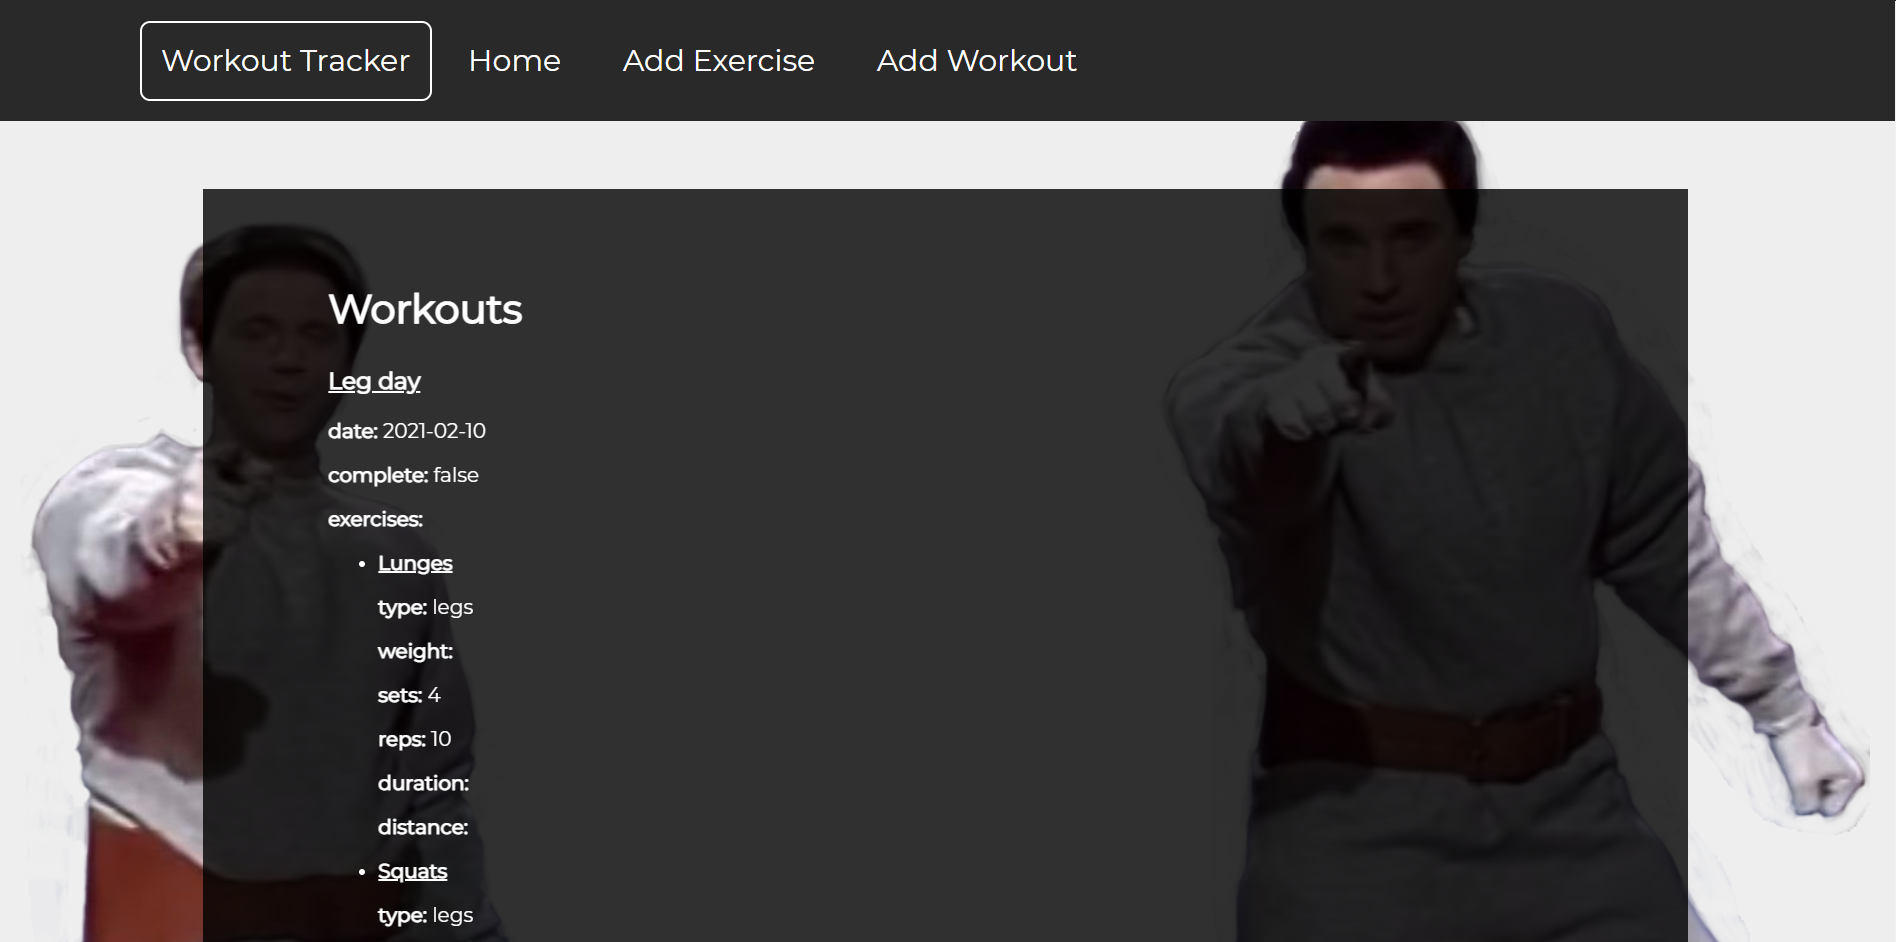 Workout Tracker Home Add Exercise Add Workout
Workouts
Leg day
date: 2021-02-10
complete: false
exercises:
• Lunges
type: legs
weight:
sets: 4
reps: 10
duration:
distance:
• Squats
type: legs